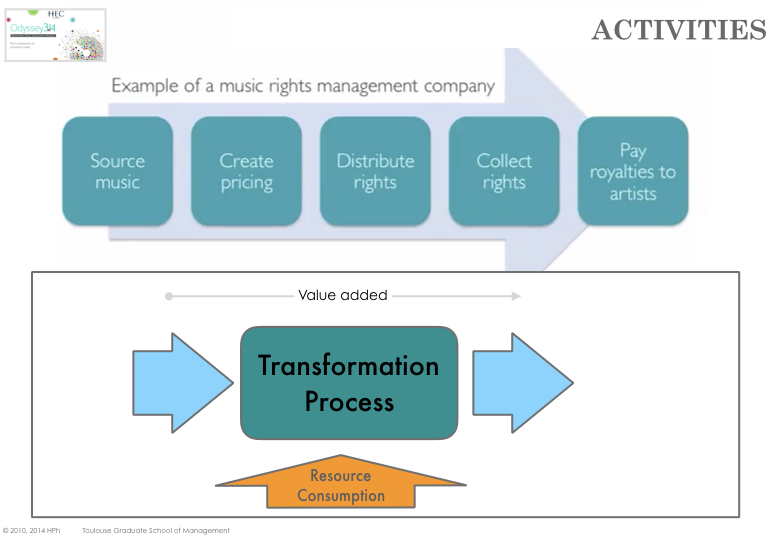 HEC
Odyssey3.14
ACTIVITIES
Example of a music rights management company
Source
music
Create
pricing
Distribute
rights
Collect
rights
Pay
royalties to
artists
Value added
Transformation
Process
Resource
Consumption
© 2010, 2014 HPh Toulouse Graduate School of Management